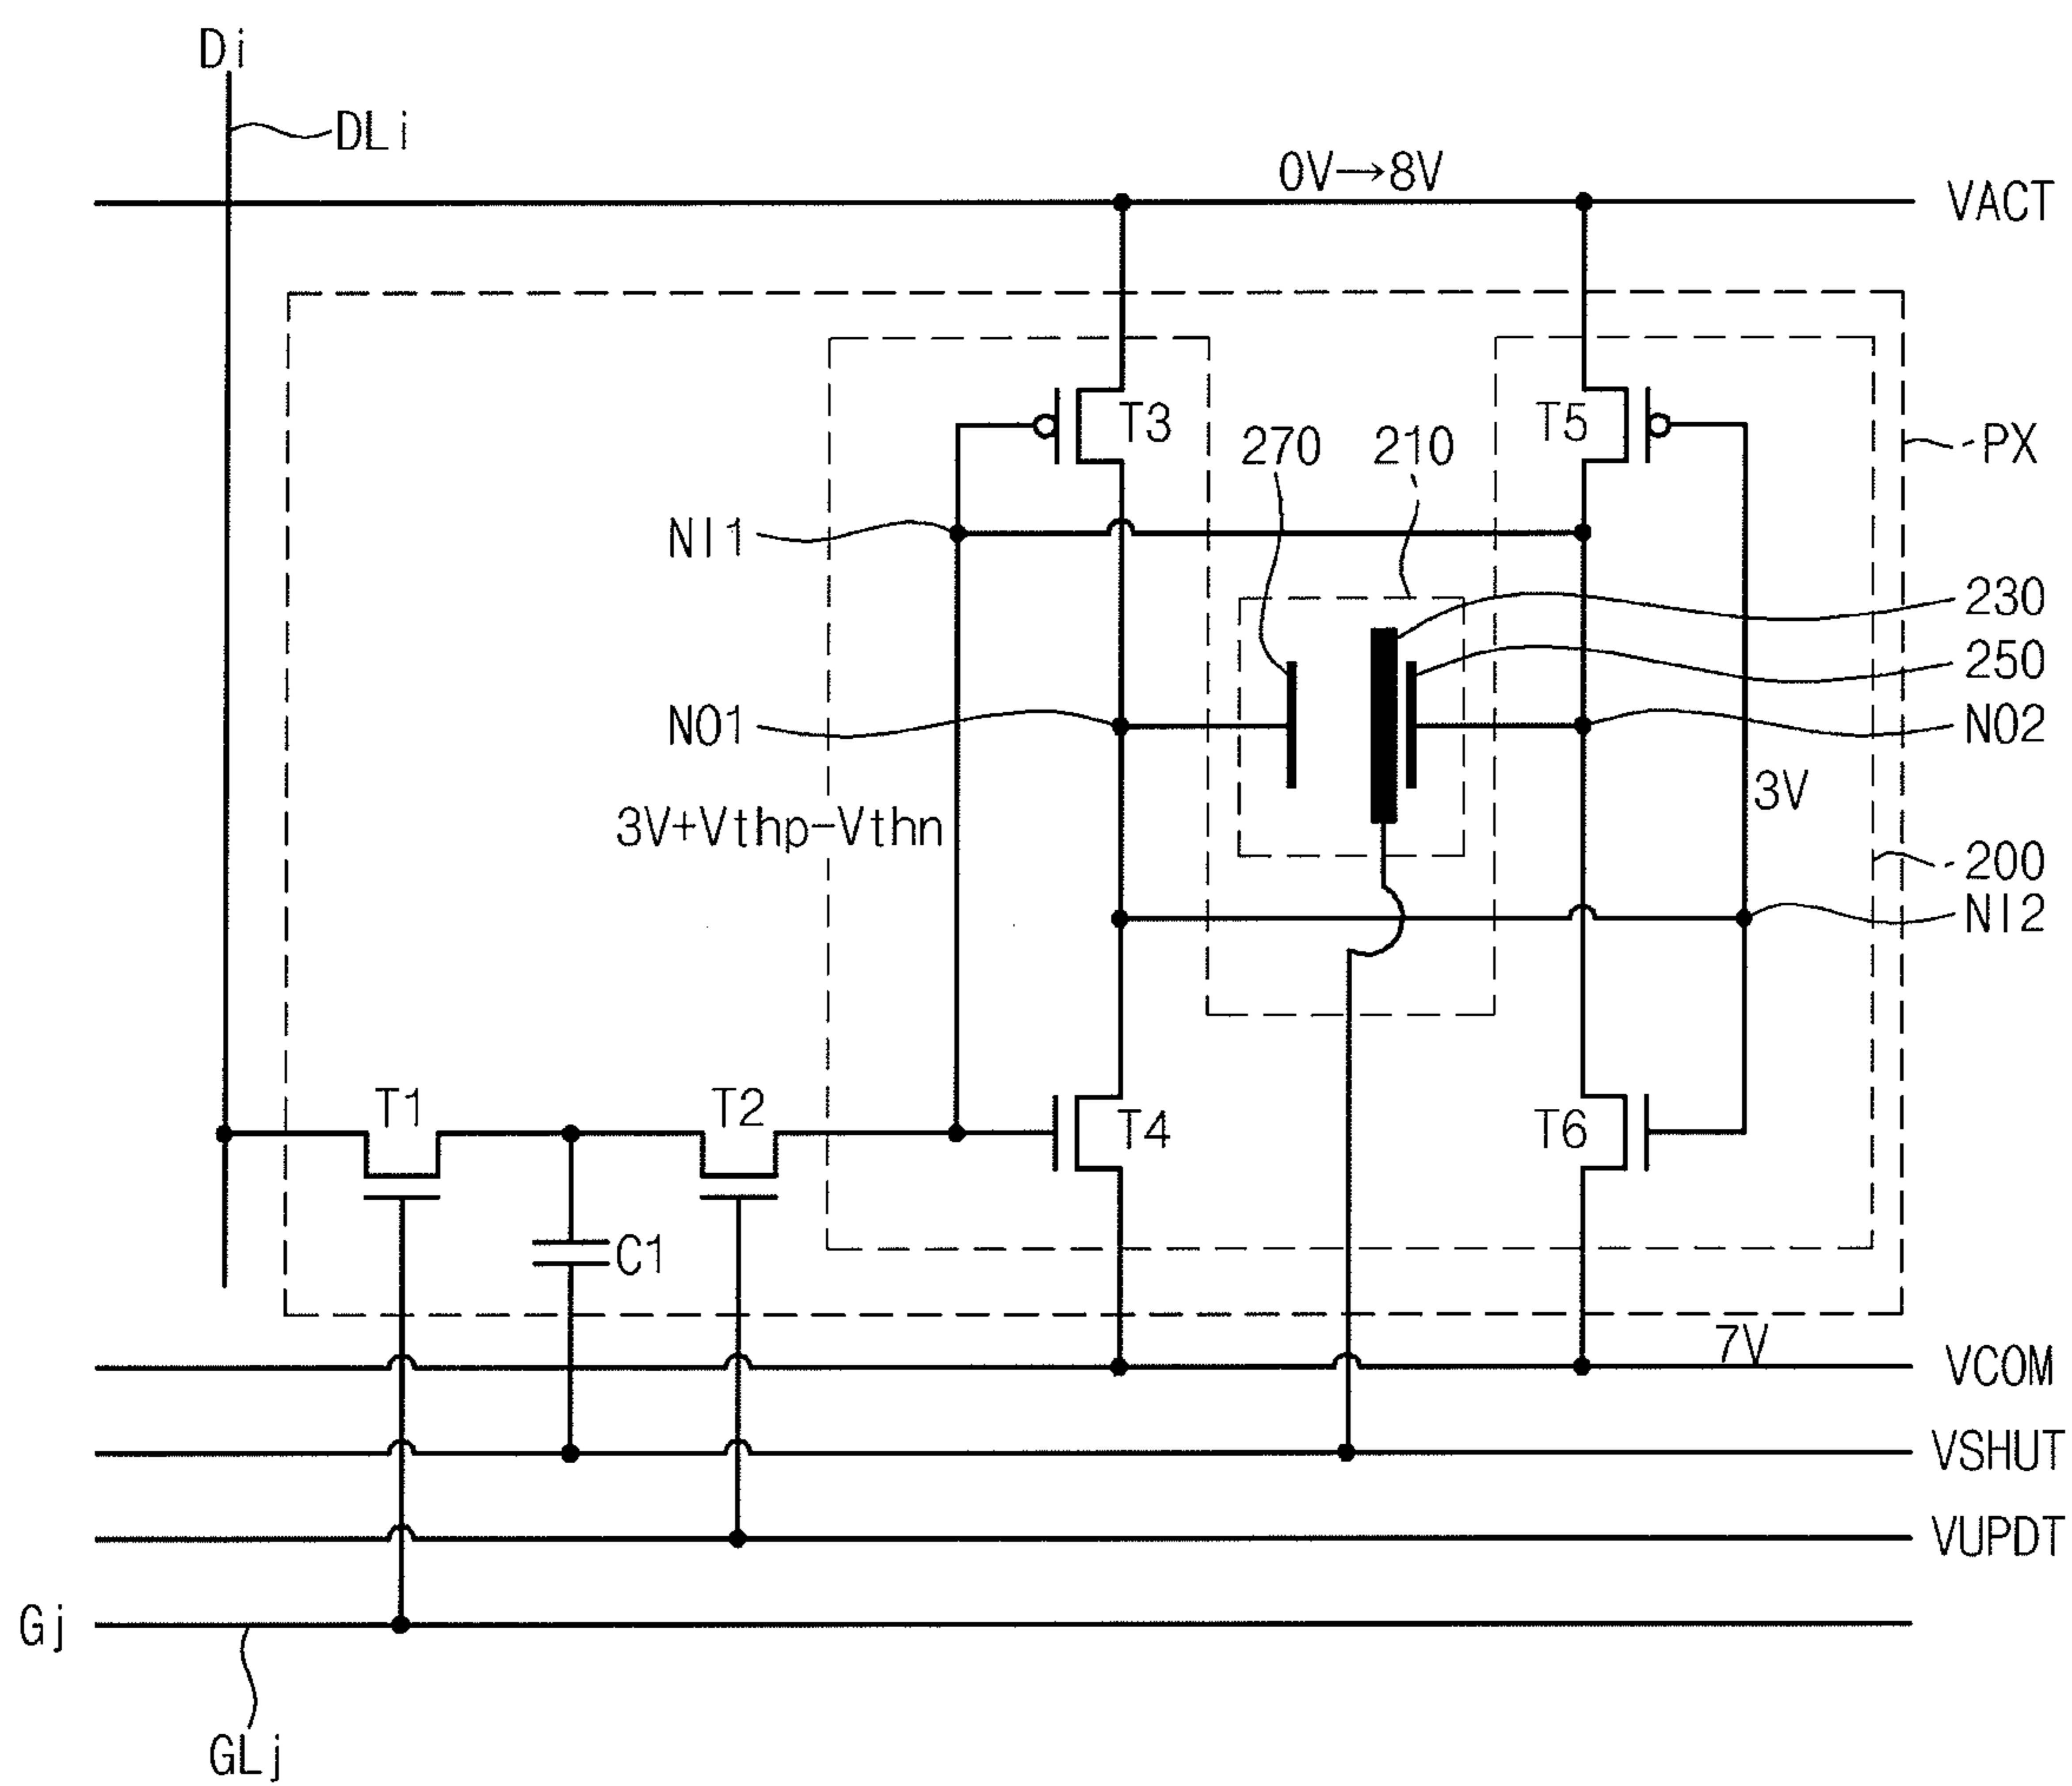 Di
DLi
0V→8V
VACT
T3
T5
270
210
PX
NI1
230
250
NO1
NO2
3V
3V+Vthp-Vthn
200
NI2
T1
T2
T4
T6
C1
7V
VCOM
VSHUT
VUPDT
Gj
GLj